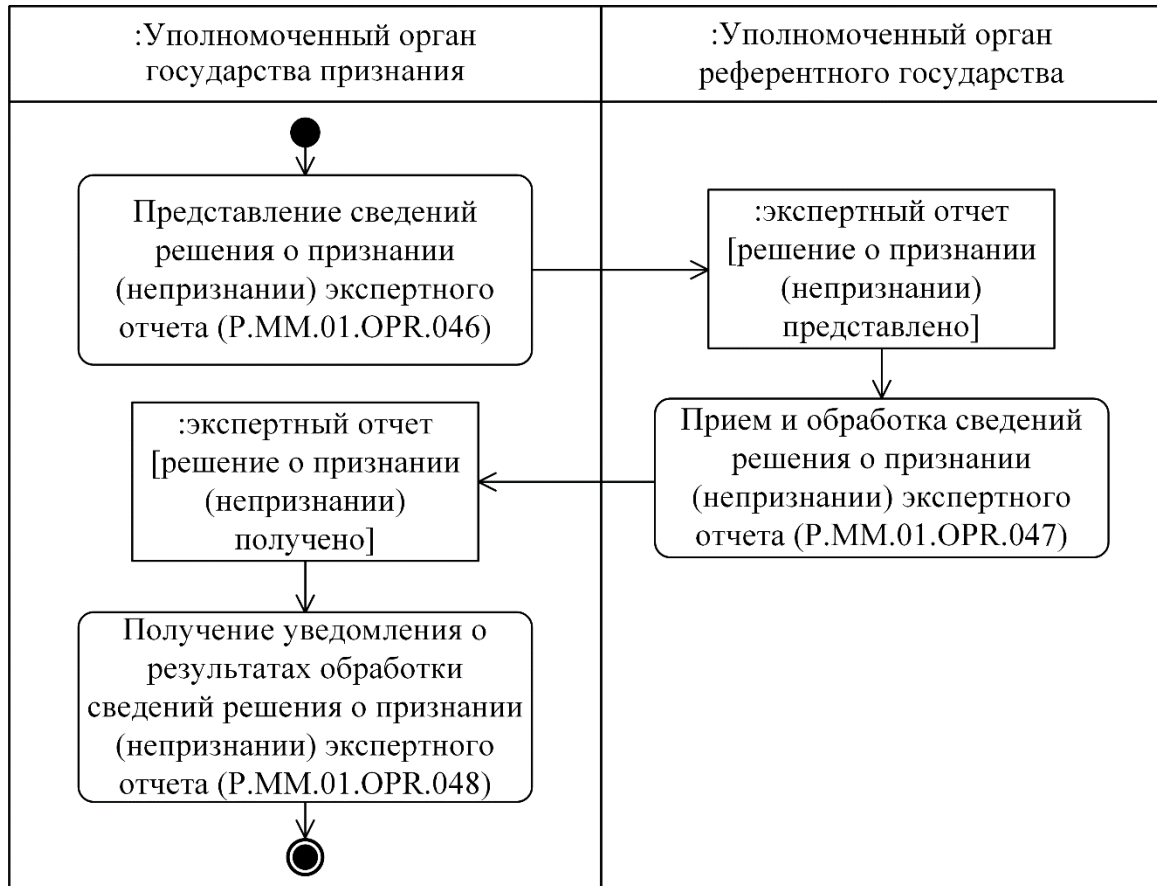 :Уполномоченный орган
государства признания
:Уполномоченный орган
референтного государства
Представление сведений
решения о признании
(непризнании) экспертного
отчета (P.MM.01.OPR.046)
:экспертный отчет
[решение о признании
(непризнании)
представлено]
Прием и обработка сведений
решения о признании
(непризнании) экспертного
отчета (P.MM.01.OPR.047)
:экспертный отчет
[решение о признании
(непризнании)
получено]
Получение уведомления о
результатах обработки
сведений решения о признании
(непризнании) экспертного
отчета (P.MM.01.OPR.048)